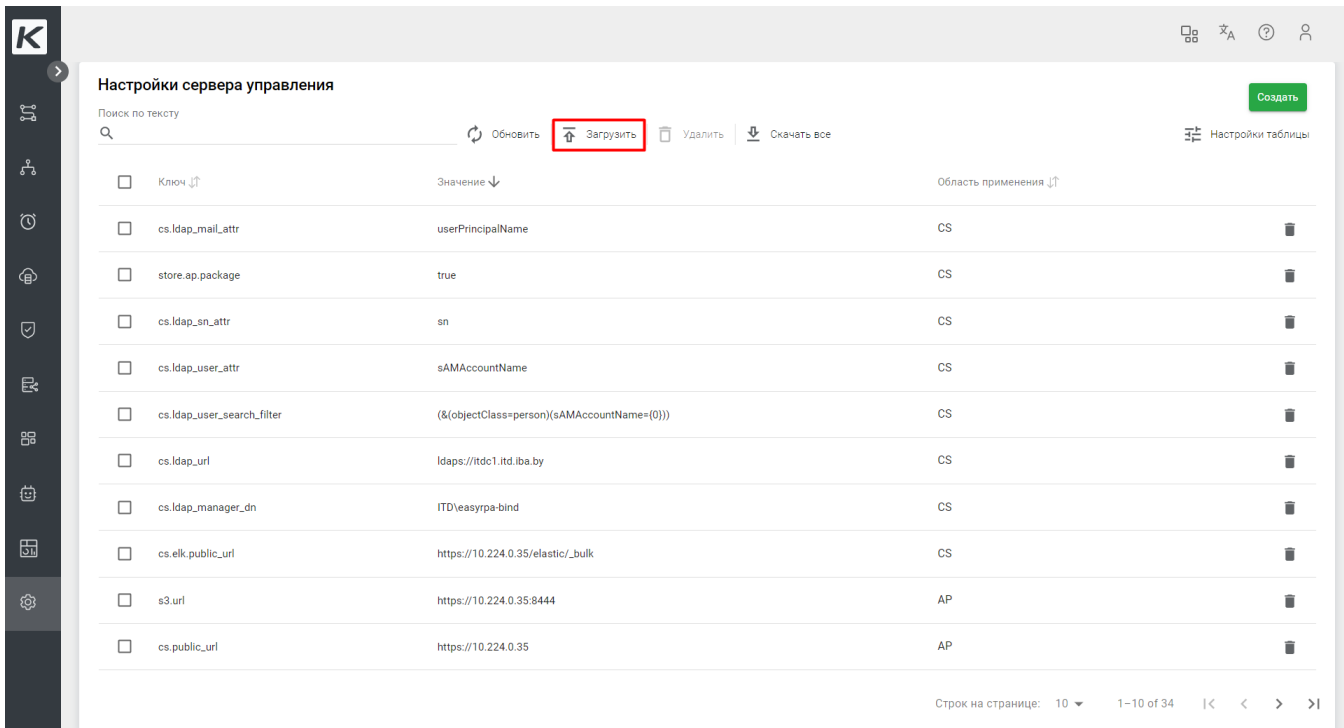 K
Настройки сервера управления
Создать
Поиск по тексту
Обновить Загрузить Удалить Скачать все Настройки таблицы
Ключ Значение Область применения
cs.ldap_mail_attr userPrincipalName CS
store.ap.package true CS
cs.ldap_sn_attr sn CS
cs.ldap_user_attr sAMAccountName CS
cs.ldap_user_search_filter (&(objectClass=person)(sAMAccountName={0})) CS
cs.ldap_url ldaps://itdc1.itd.iba.by CS
cs.ldap_manager_dn ITD\easyrpa-bind CS
cs.elk.public_url https://10.224.0.35/elastic/_bulk CS
s3.url https://10.224.0.35:8444 AP
cs.public_url https://10.224.0.35 AP
Строк на странице: 10 1–10 of 34